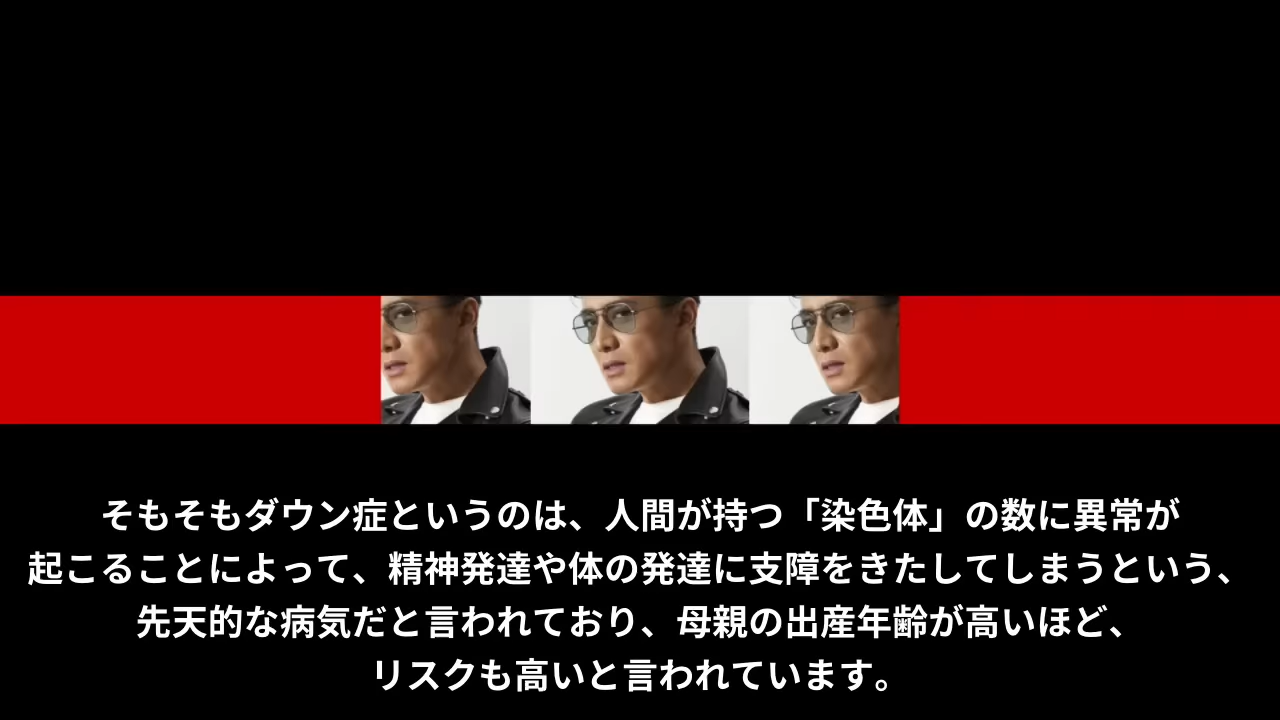 そもそもダウン症というのは、人間が持つ「染色体」の数に異常が
起こることによって、精神発達や体の発達に支障をきたしてしまうという、
先天的な病気だと言われており、母親の出産年齢が高いほど、
リスクも高いと言われています。